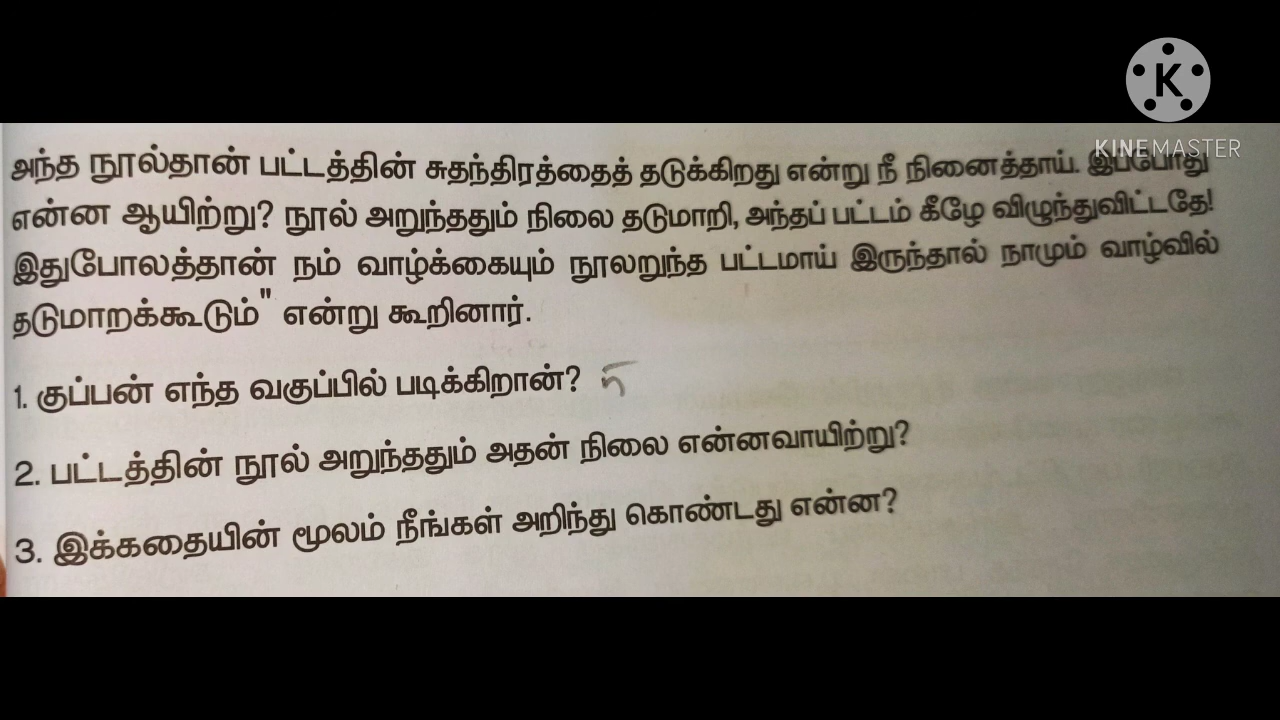 K
KINEMASTER
அந்த நூல்தான் பட்டத்தின் சுதந்திரத்தைத் தடுக்கிறது என்று நீ நினைத்தாய். இப்போது
என்ன ஆயிற்று? நூல் அறுந்ததும் நிலை தடுமாறி, அந்தப் பட்டம் கீழே விழுந்துவிட்டதே!
இதுபோலத்தான் நம் வாழ்க்கையும் நூலறுந்த பட்டமாய் இருந்தால் நாமும் வாழ்வில்
தடுமாறக்கூடும்" என்று கூறினார்.
1. குப்பன் எந்த வகுப்பில் படிக்கிறான்?
2. பட்டத்தின் நூல் அறுந்ததும் அதன் நிலை என்னவாயிற்று?
3. இக்கதையின் மூலம் நீங்கள் அறிந்து கொண்டது என்ன?